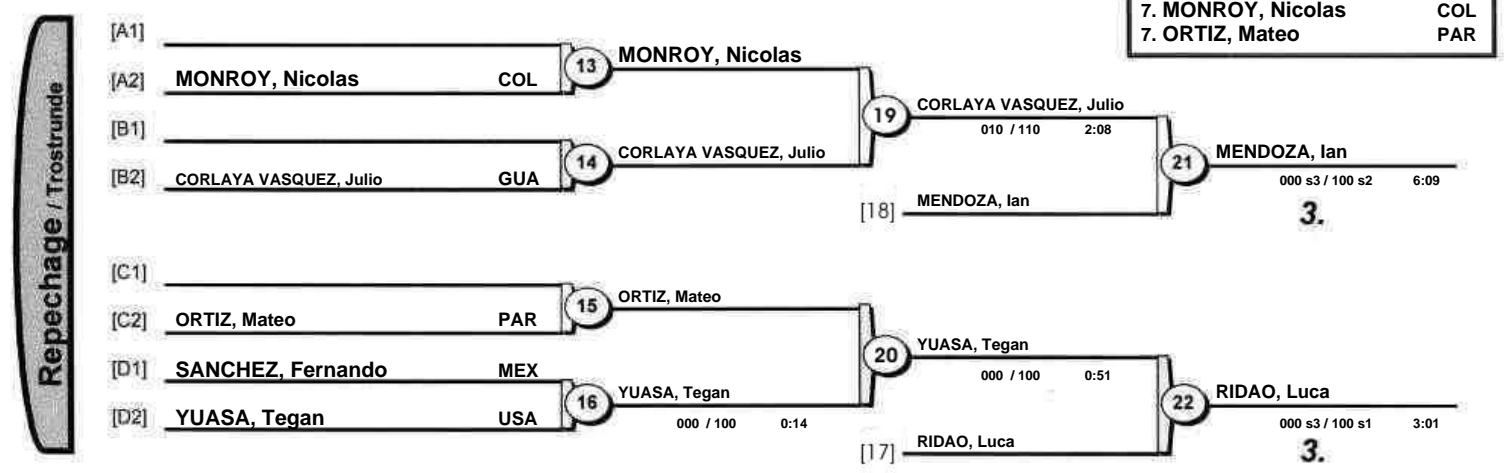 7. MONROY, Nicolas COL
7. ORTIZ, Mateo PAR
Repechage / Trostrunde
[A1]
[A2] MONROY, Nicolas COL
13
MONROY, Nicolas
[B1]
[B2] CORLAYA VASQUEZ, Julio GUA
14
CORLAYA VASQUEZ, Julio
19
CORLAYA VASQUEZ, Julio
010 / 110 2:08
[18] MENDOZA, Ian
21
MENDOZA, Ian
000 s3 / 100 s2 6:09
3.
[C1]
[C2] ORTIZ, Mateo PAR
15
ORTIZ, Mateo
[D1] SANCHEZ, Fernando MEX
[D2] YUASA, Tegan USA
16
YUASA, Tegan
000 / 100 0:14
20
YUASA, Tegan
000 / 100 0:51
[17] RIDAO, Luca
22
RIDAO, Luca
000 s3 / 100 s1 3:01
3.